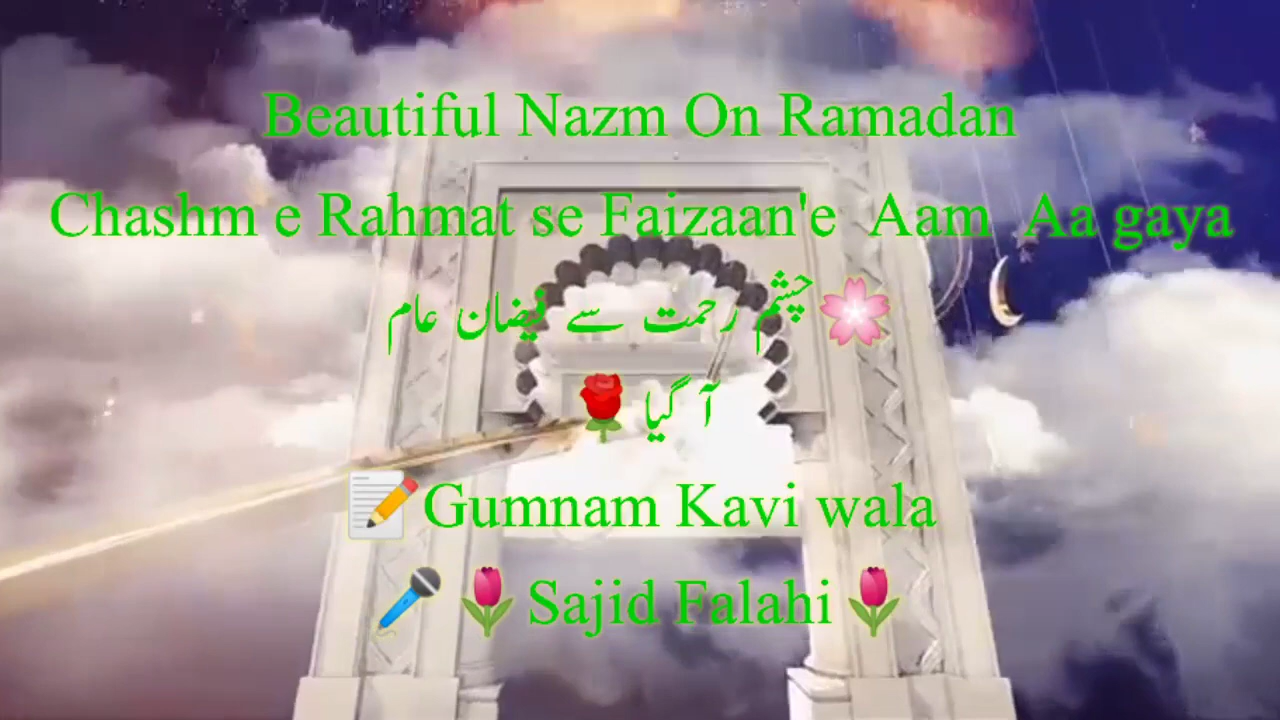 Beautiful Nazm On Ramadan
Chashm e Rahmat se Faizaan'e Aam Aa gaya
🌸چشم رحمت سے فیضان عام
آ گیا 🌹
📝Gumnam Kavi wala
🎤🌷Sajid Falahi🌷